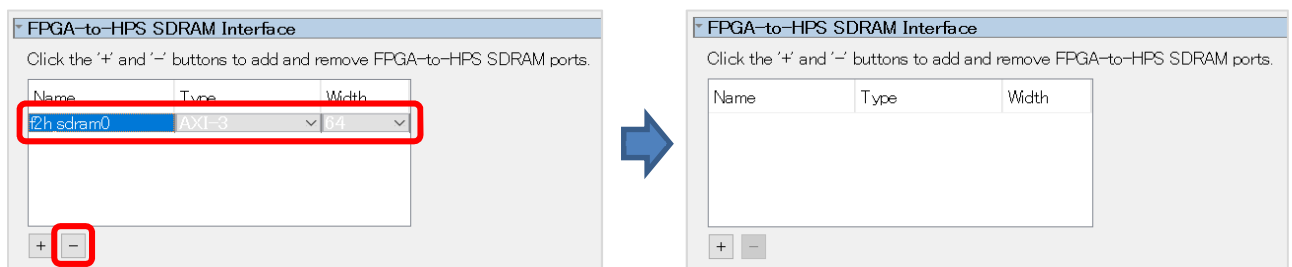 FPGA-to-HPS SDRAM Interface
Click the '+' and '-' buttons to add and remove FPGA-to-HPS SDRAM ports.
Name Type Width
f2h_sdram0 AXI-3 64
+ -
FPGA-to-HPS SDRAM Interface
Click the '+' and '-' buttons to add and remove FPGA-to-HPS SDRAM ports.
Name Type Width
+ -